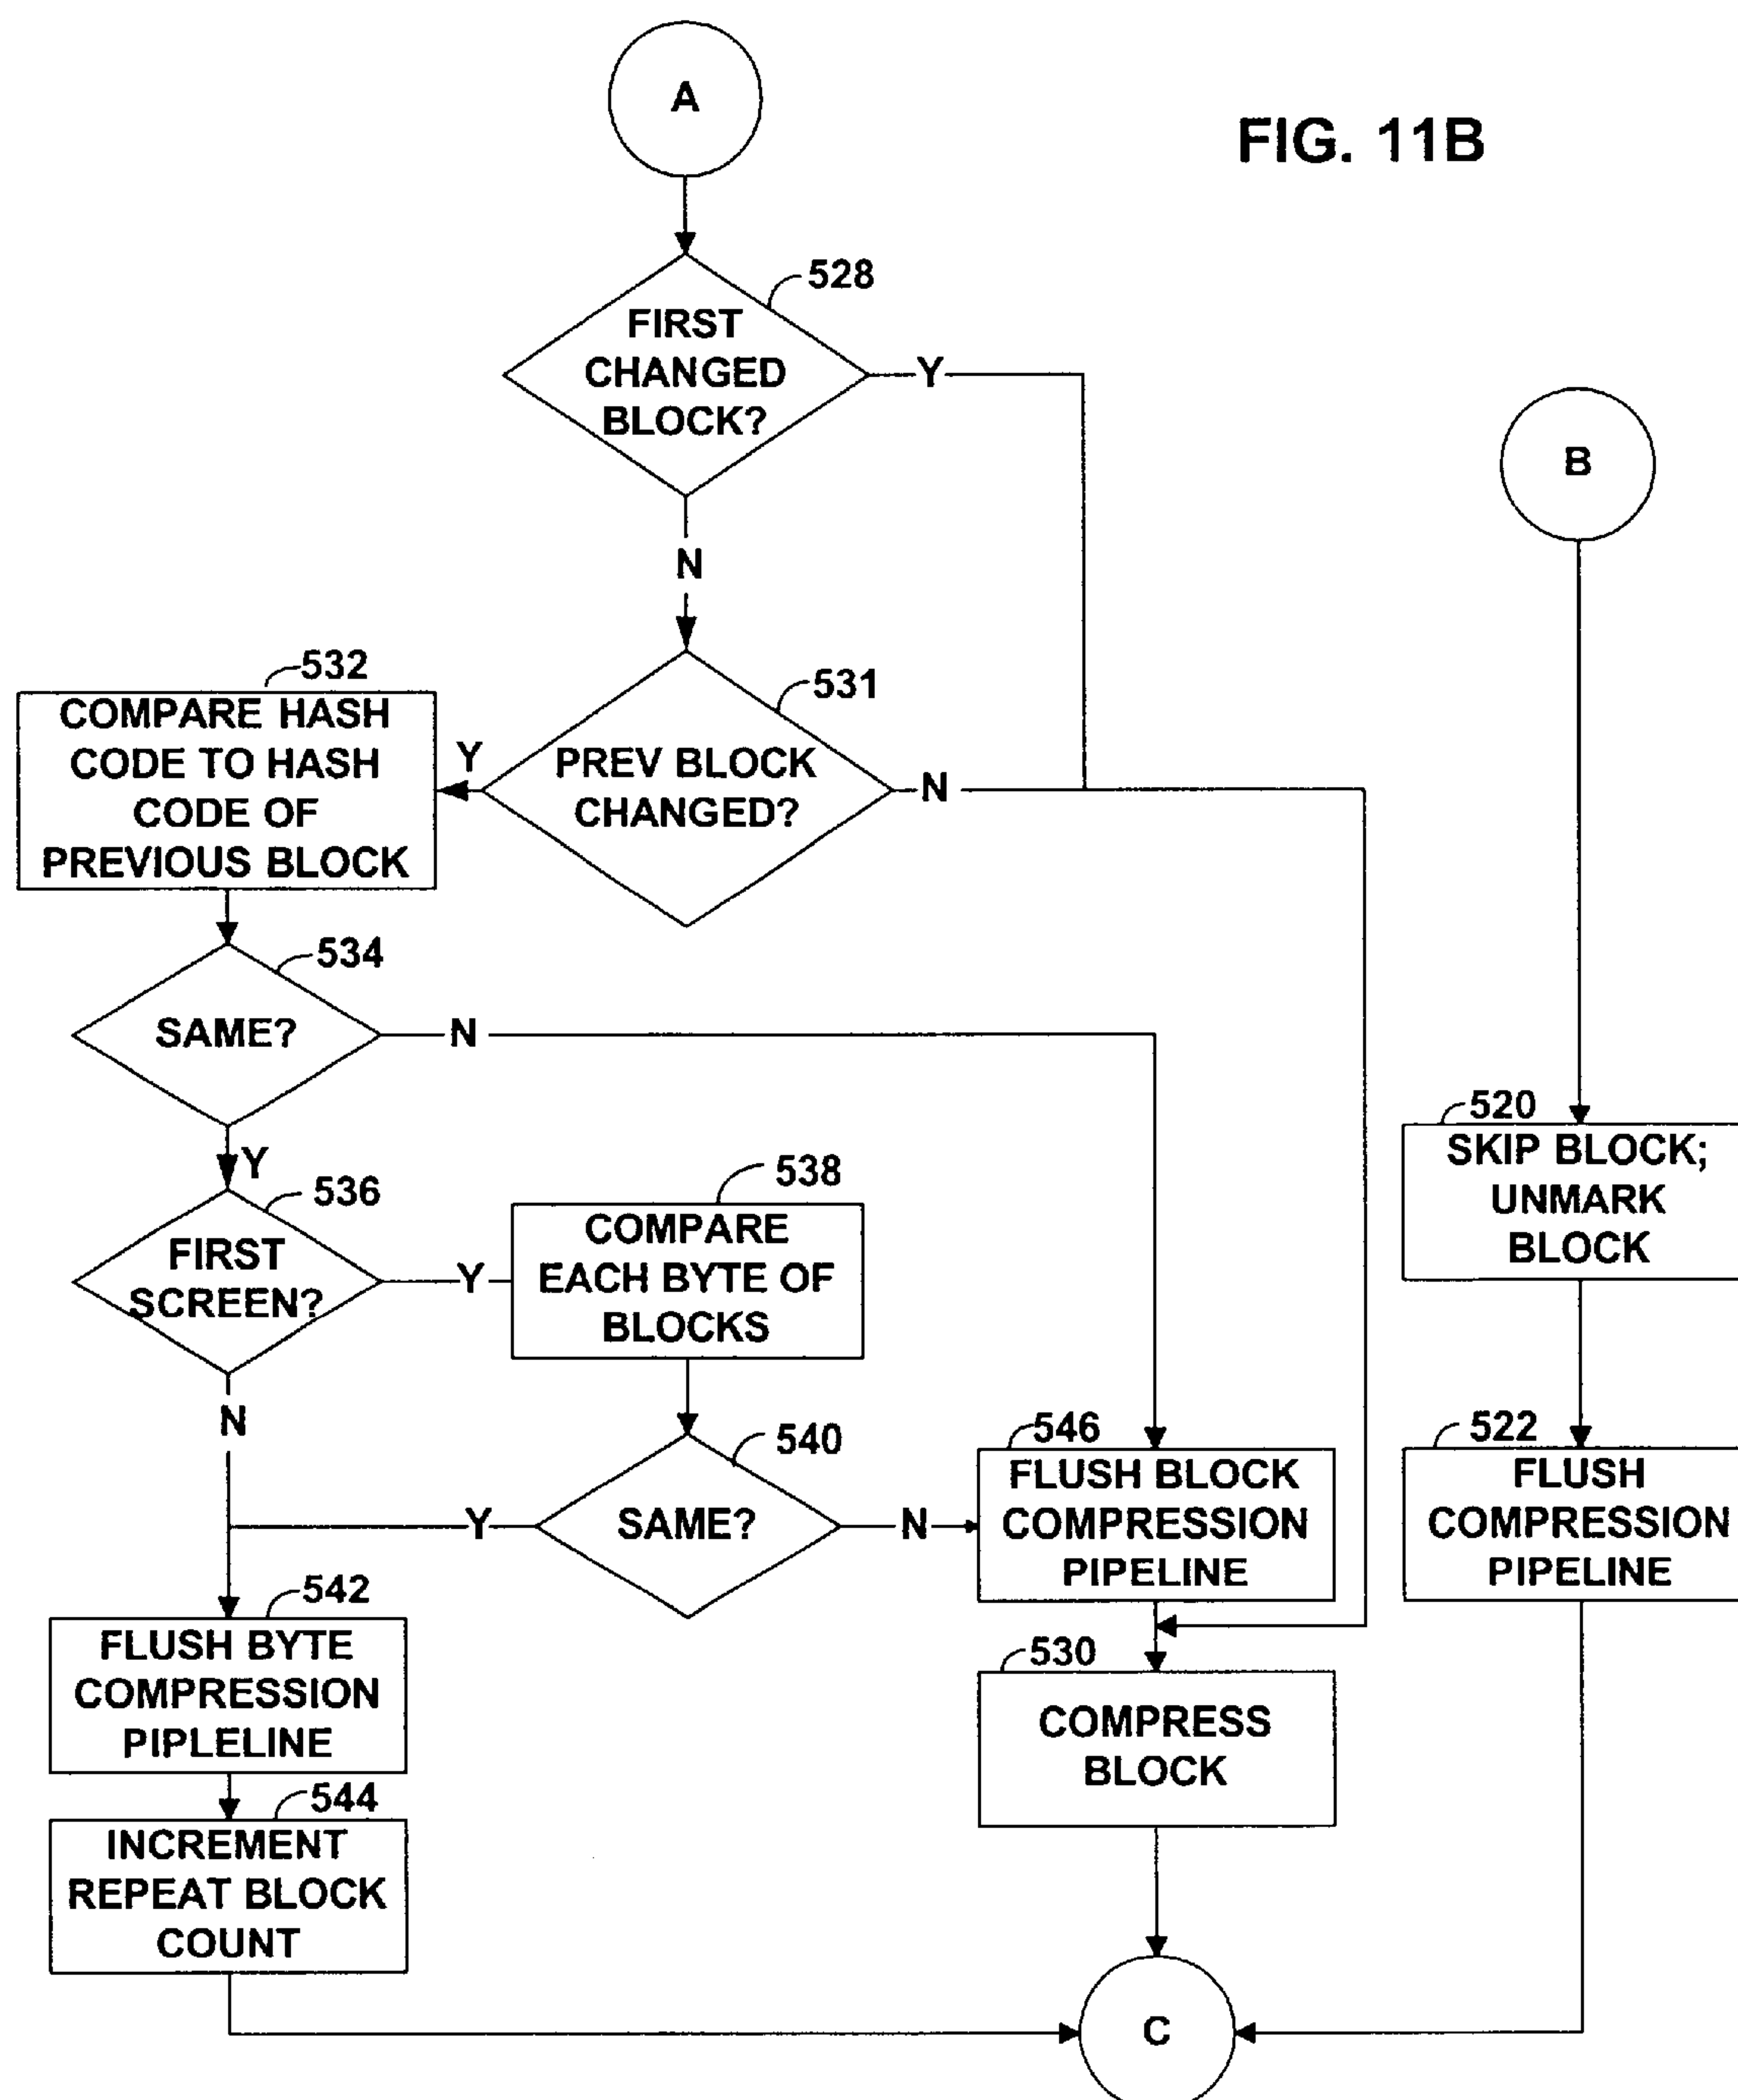 A
FIG. 11B
528
FIRST
CHANGED
BLOCK?
Y
B
N
532
COMPARE HASH
CODE TO HASH
CODE OF
PREVIOUS BLOCK
Y
531
PREV BLOCK
CHANGED?
N
534
SAME?
N
Y
520
SKIP BLOCK;
UNMARK
BLOCK
536
FIRST
SCREEN?
Y
538
COMPARE
EACH BYTE OF
BLOCKS
N
540
SAME?
Y
N
546
FLUSH BLOCK
COMPRESSION
PIPELINE
522
FLUSH
COMPRESSION
PIPELINE
542
FLUSH BYTE
COMPRESSION
PIPLELINE
530
COMPRESS
BLOCK
544
INCREMENT
REPEAT BLOCK
COUNT
C